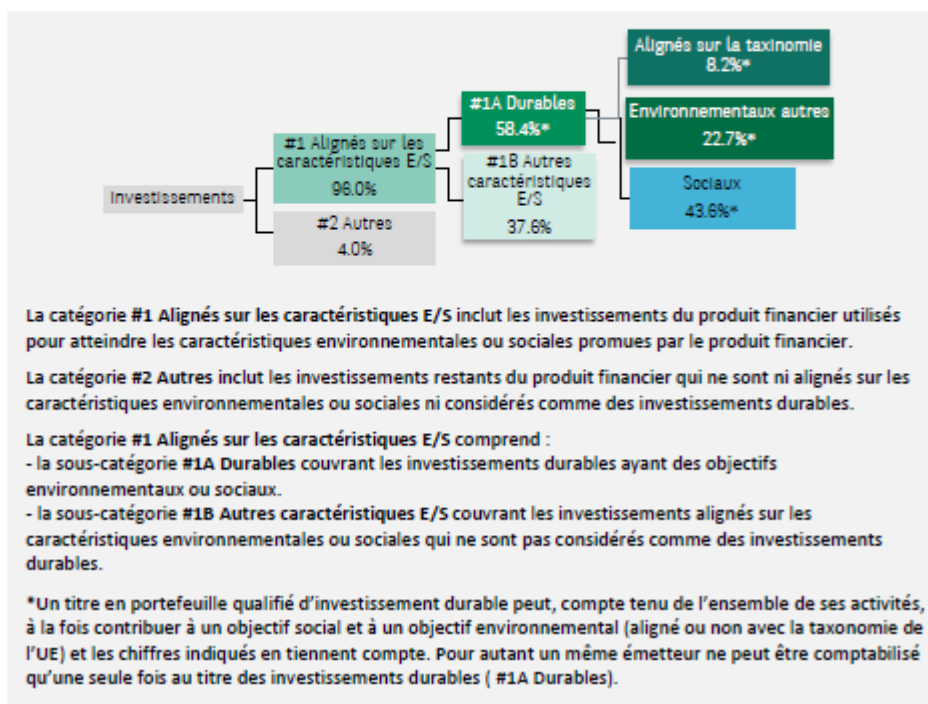 Alignés sur la taxinomie
8.2%*
#1A Durables
58.4%*
Environnementaux autres
22.7%*
#1 Alignés sur les
caractéristiques E/S
96.0%
#1B Autres
caractéristiques
E/S
37.6%
Sociaux
43.6%*
Investissements
#2 Autres
4.0%
La catégorie #1 Alignés sur les caractéristiques E/S inclut les investissements du produit financier utilisés
pour atteindre les caractéristiques environnementales ou sociales promues par le produit financier.
La catégorie #2 Autres inclut les investissements restants du produit financier qui ne sont ni alignés sur les
caractéristiques environnementales ou sociales ni considérés comme des investissements durables.
La catégorie #1 Alignés sur les caractéristiques E/S comprend :
- la sous-catégorie #1A Durables couvrant les investissements durables ayant des objectifs
environnementaux ou sociaux.
- la sous-catégorie #1B Autres caractéristiques E/S couvrant les investissements alignés sur les
caractéristiques environnementales ou sociales qui ne sont pas considérés comme des investissements
durables.
*Un titre en portefeuille qualifié d'investissement durable peut, compte tenu de l'ensemble de ses activités,
à la fois contribuer à un objectif social et à un objectif environnemental (aligné ou non avec la taxonomie de
l'UE) et les chiffres indiqués en tiennent compte. Pour autant un même émetteur ne peut être comptabilisé
qu'une seule fois au titre des investissements durables ( #1A Durables).